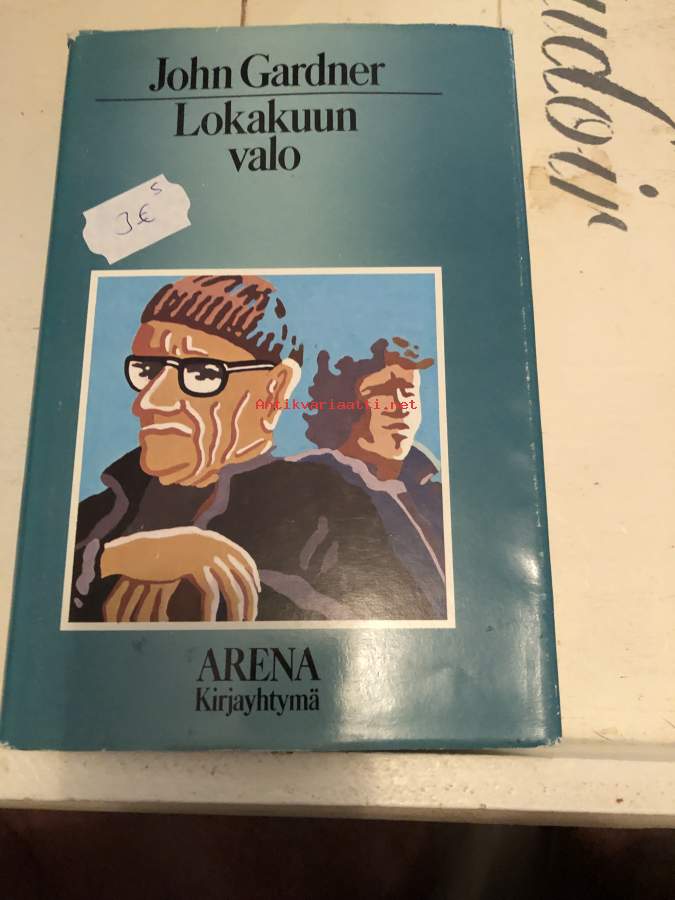 John Gardner
Lokakuun
valo
3€ s
Antikvariaatti.net
ARENA
Kirjayhtymä